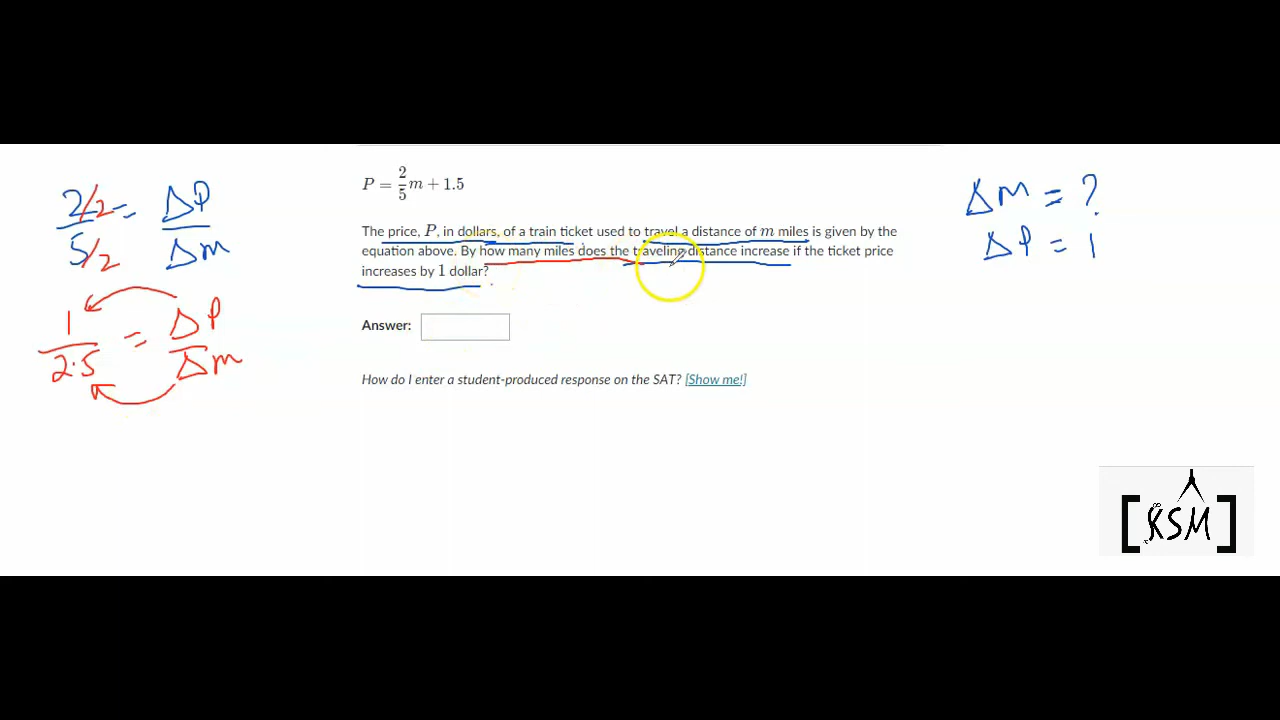 P = 2/5 m + 1.5
The price, P, in dollars, of a train ticket used to travel a distance of m miles is given by the
equation above. By how many miles does the traveling distance increase if the ticket price
increases by 1 dollar?
Answer:
How do I enter a student-produced response on the SAT? [Show me!]
2/2 / 5/2 = ΔP/Δm
1/2.5 = ΔP/Δm
Δm = ?
ΔP = 1
[KSM]